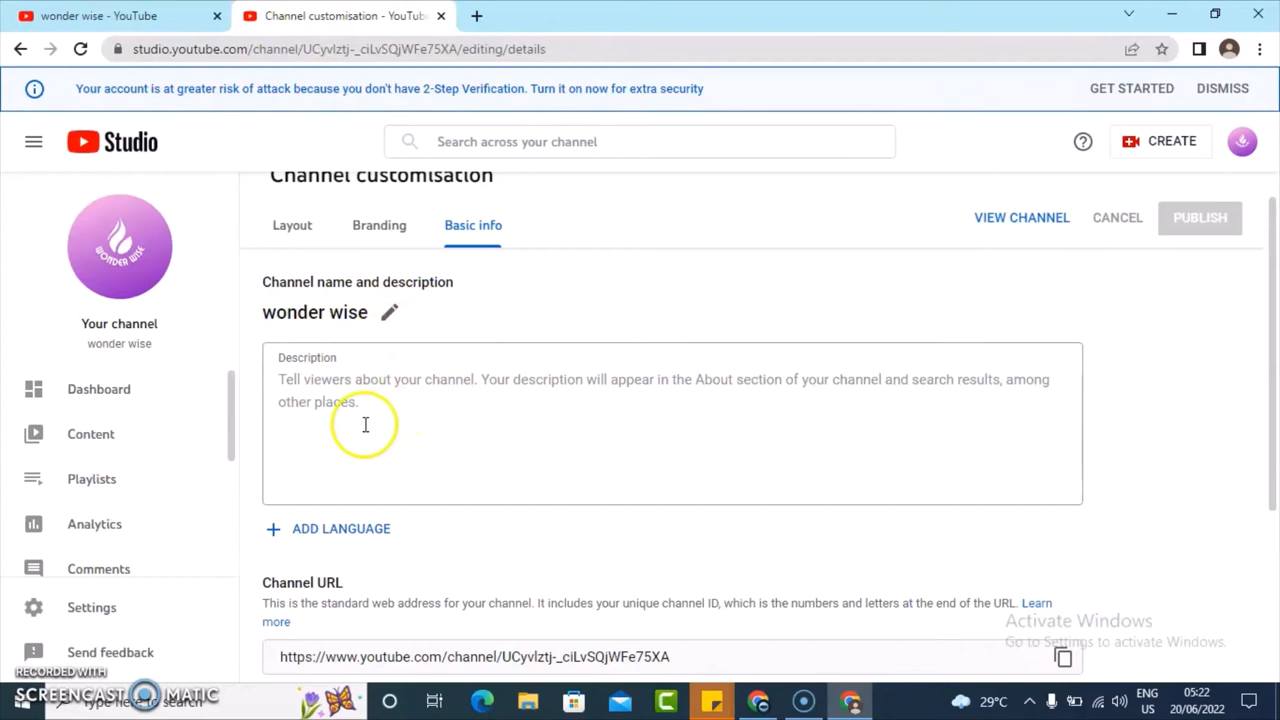 wonder wise - YouTube
Channel customisation - YouTub
studio.youtube.com/channel/UCyvlztj-_ciLvSQjWFe75XA/editing/details
Your account is at greater risk of attack because you don't have 2-Step Verification. Turn it on now for extra security
GET STARTED
DISMISS
Studio
Search across your channel
CREATE
Channel customisation
Layout
Branding
Basic info
VIEW CHANNEL
CANCEL
PUBLISH
WONDER WISE
Your channel
wonder wise
Dashboard
Content
Playlists
Analytics
Comments
Settings
Send feedback
Channel name and description
wonder wise
Description
Tell viewers about your channel. Your description will appear in the About section of your channel and search results, among
other places.
ADD LANGUAGE
Channel URL
This is the standard web address for your channel. It includes your unique channel ID, which is the numbers and letters at the end of the URL. Learn
more
https://www.youtube.com/channel/UCyvlztj-_ciLvSQjWFe75XA
Activate Windows
Go to Settings to activate Windows.
RECORDED WITH
SCREENCAST MATIC
Type here to search
29°C
ENG
US
05:22
20/06/2022